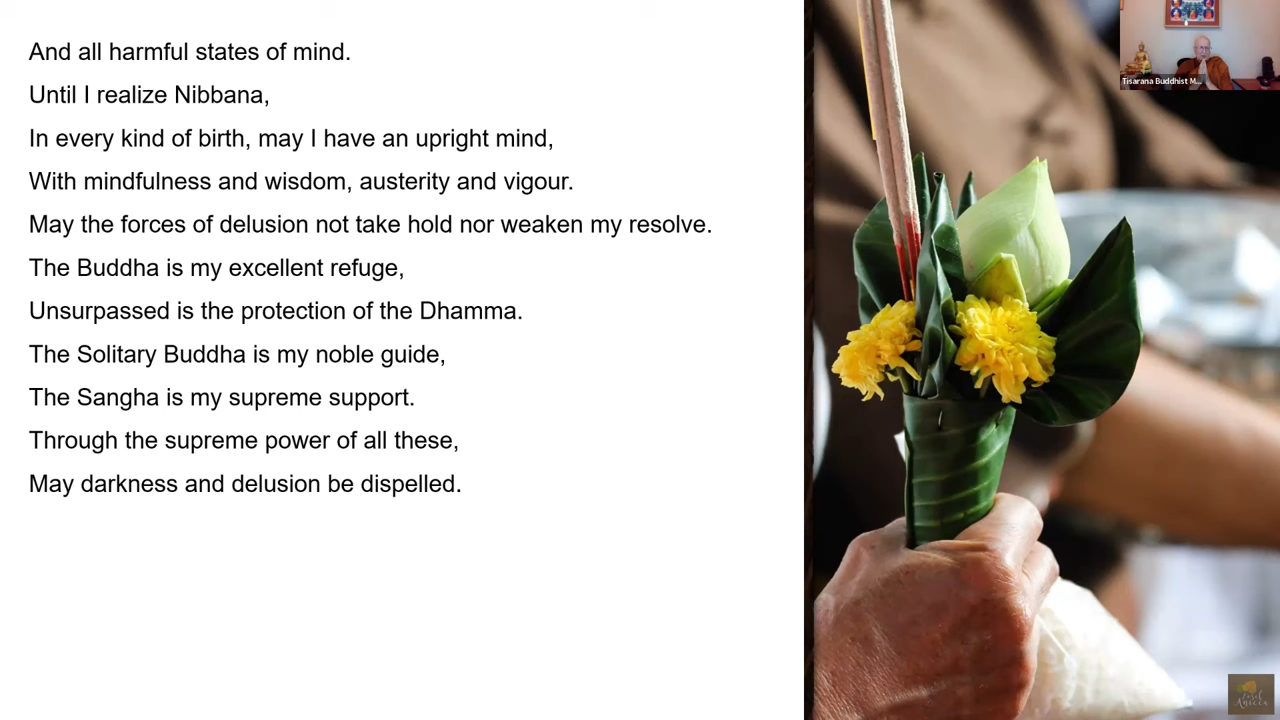 And all harmful states of mind.
Until I realize Nibbana,
In every kind of birth, may I have an upright mind,
With mindfulness and wisdom, austerity and vigour.
May the forces of delusion not take hold nor weaken my resolve.
The Buddha is my excellent refuge,
Unsurpassed is the protection of the Dhamma.
The Solitary Buddha is my noble guide,
The Sangha is my supreme support.
Through the supreme power of all these,
May darkness and delusion be dispelled.
Tisarana Buddhist M...
Anicca